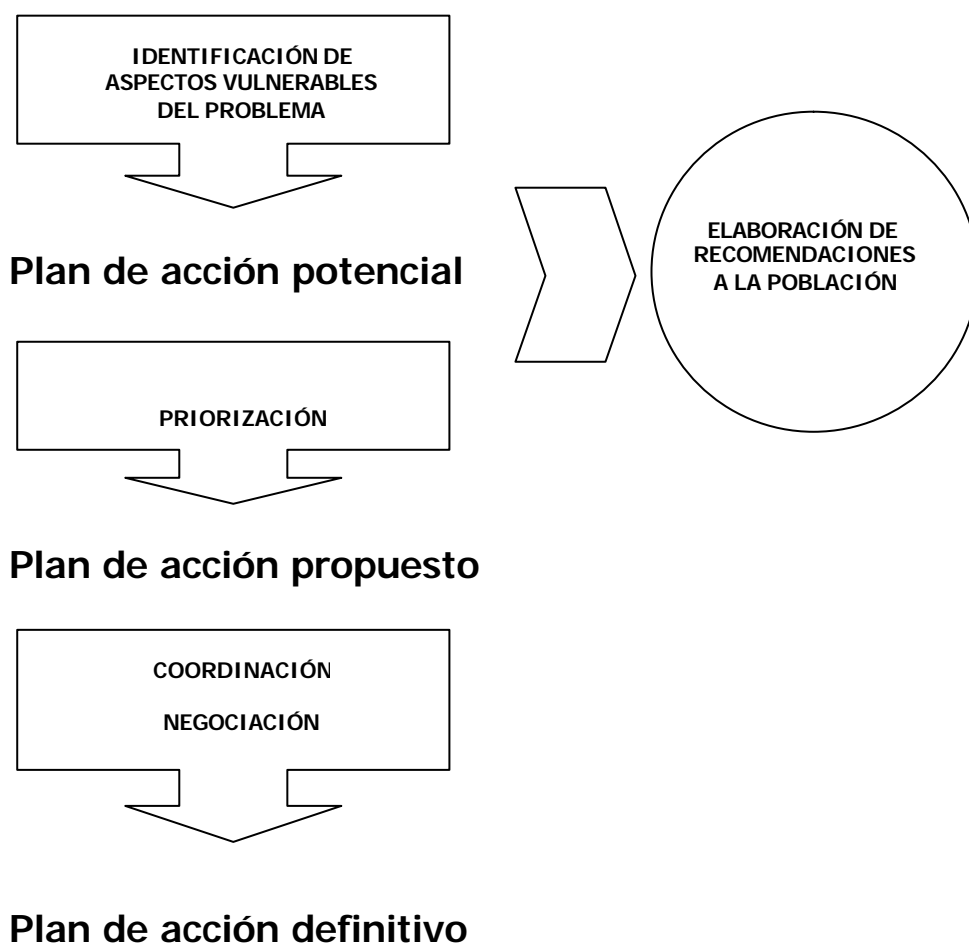 IDENTIFICACIÓN DE
ASPECTOS VULNERABLES
DEL PROBLEMA
Plan de acción potencial
ELABORACIÓN DE
RECOMENDACIONES
A LA POBLACIÓN
PRIORIZACIÓN
Plan de acción propuesto
COORDINACIÓN
NEGOCIACIÓN
Plan de acción definitivo